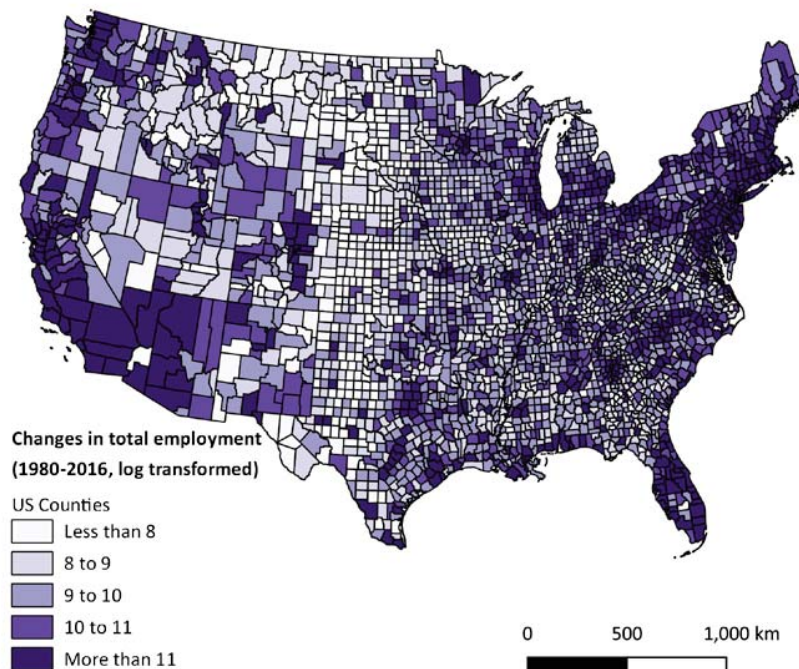 Changes in total employment
(1980-2016, log transformed)
US Counties
Less than 8
8 to 9
9 to 10
10 to 11
More than 11
0 500 1,000 km